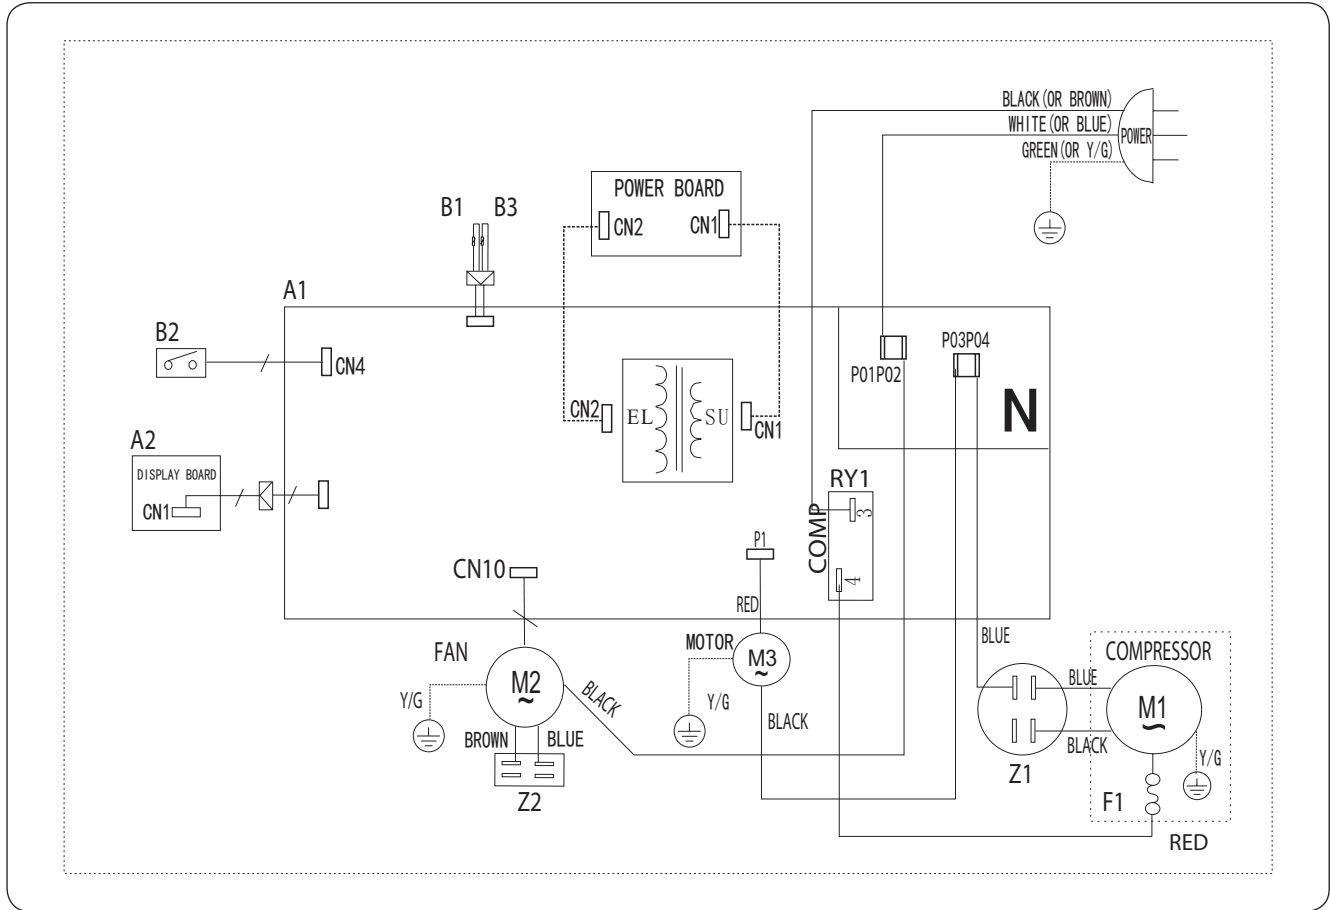 BLACK(OR BROWN)
WHITE(OR BLUE)
POWER
GREEN(OR Y/G)
POWER BOARD
CN2
CN1
B1
B3
A1
B2
CN4
P03P04
P01P02
N
CN2
EL
SU
CN1
A2
DISPLAY BOARD
CN1
RY1
COMP
3
4
P1
CN10
RED
FAN
MOTOR
M3
~
BLUE
COMPRESSOR
M2
~
Y/G
BLACK
Y/G
BLACK
BLUE
M1
~
BLACK
BROWN
BLUE
Y/G
Z1
Z2
F1
RED